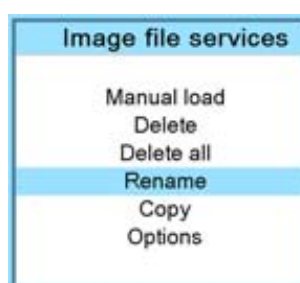 Image file services
Manual load
Delete
Delete all
Rename
Copy
Options